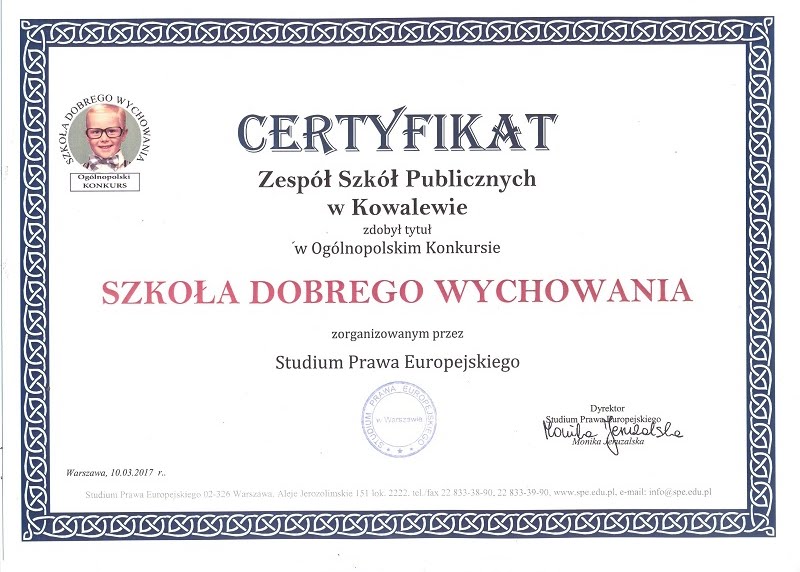 SZKOŁA DOBREGO WYCHOWANIA
Ogólnopolski
KONKURS
CERTYFIKAT
Zespół Szkół Publicznych
w Kowalewie
zdobył tytuł
w Ogólnopolskim Konkursie
SZKOŁA DOBREGO WYCHOWANIA
zorganizowanym przez
Studium Prawa Europejskiego
STUDIUM PRAWA EUROPEJSKIEGO
w Warszawie
Dyrektor
Studium Prawa Europejskiego
Monika Jeruzalska
Monika Jeruzalska
Warszawa, 10.03.2017 r..
Studium Prawa Europejskiego 02-326 Warszawa, Aleje Jerozolimskie 151 lok. 2222, tel./fax 22 833-38-90, 22 833-39-90, www.spe.edu.pl, e-mail: info@spe.edu.pl